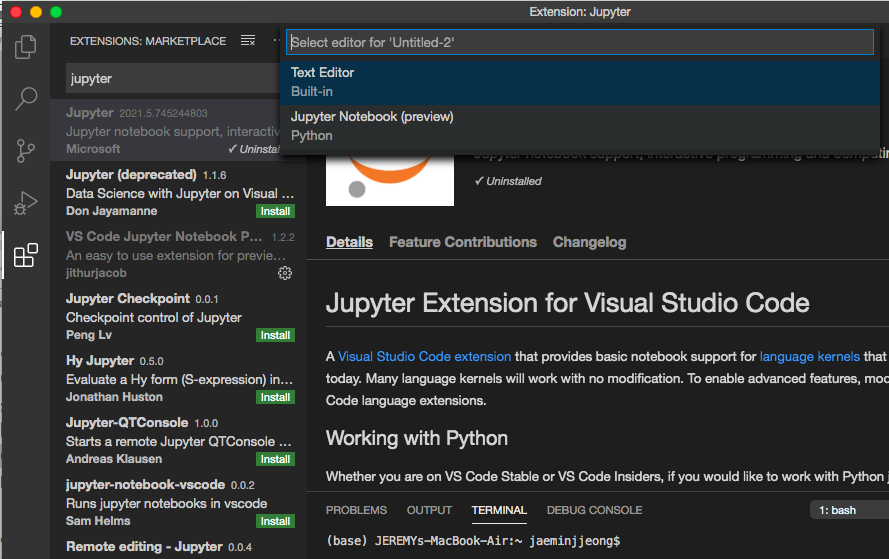 Extension: Jupyter
EXTENSIONS: MARKETPLACE
Select editor for 'Untitled-2'
Text Editor
Built-in
Jupyter Notebook (preview)
Python
jupyter
Jupyter 2021.5.745244803
Jupyter notebook support, interactiv
Microsoft ✓ Uninstal
Jupyter (deprecated) 1.1.6
Data Science with Jupyter on Visual ...
Don Jayamanne Install
VS Code Jupyter Notebook P... 1.2.2
An easy to use extension for previe...
jithurjacob
Jupyter Checkpoint 0.0.1
Checkpoint control of Jupyter
Peng Lv Install
Hy Jupyter 0.5.0
Evaluate a Hy form (S-expression) in...
Jonathan Huston Install
Jupyter-QTConsole 1.0.0
Starts a remote Jupyter QTConsole ...
Andreas Klausen Install
jupyter-notebook-vscode 0.0.2
Runs jupyter notebooks in vscode
Sam Helms Install
Remote editing - Jupyter 0.0.4
Jupyter notebook support, interactive programming and computin
✓ Uninstalled
Details Feature Contributions Changelog
Jupyter Extension for Visual Studio Code
A Visual Studio Code extension that provides basic notebook support for language kernels that
today. Many language kernels will work with no modification. To enable advanced features, mod
Code language extensions.
Working with Python
Whether you are on VS Code Stable or VS Code Insiders, if you would like to work with Python j
PROBLEMS OUTPUT TERMINAL DEBUG CONSOLE 1: bash
(base) JEREMYs-MacBook-Air:~ jaeminjjeong$